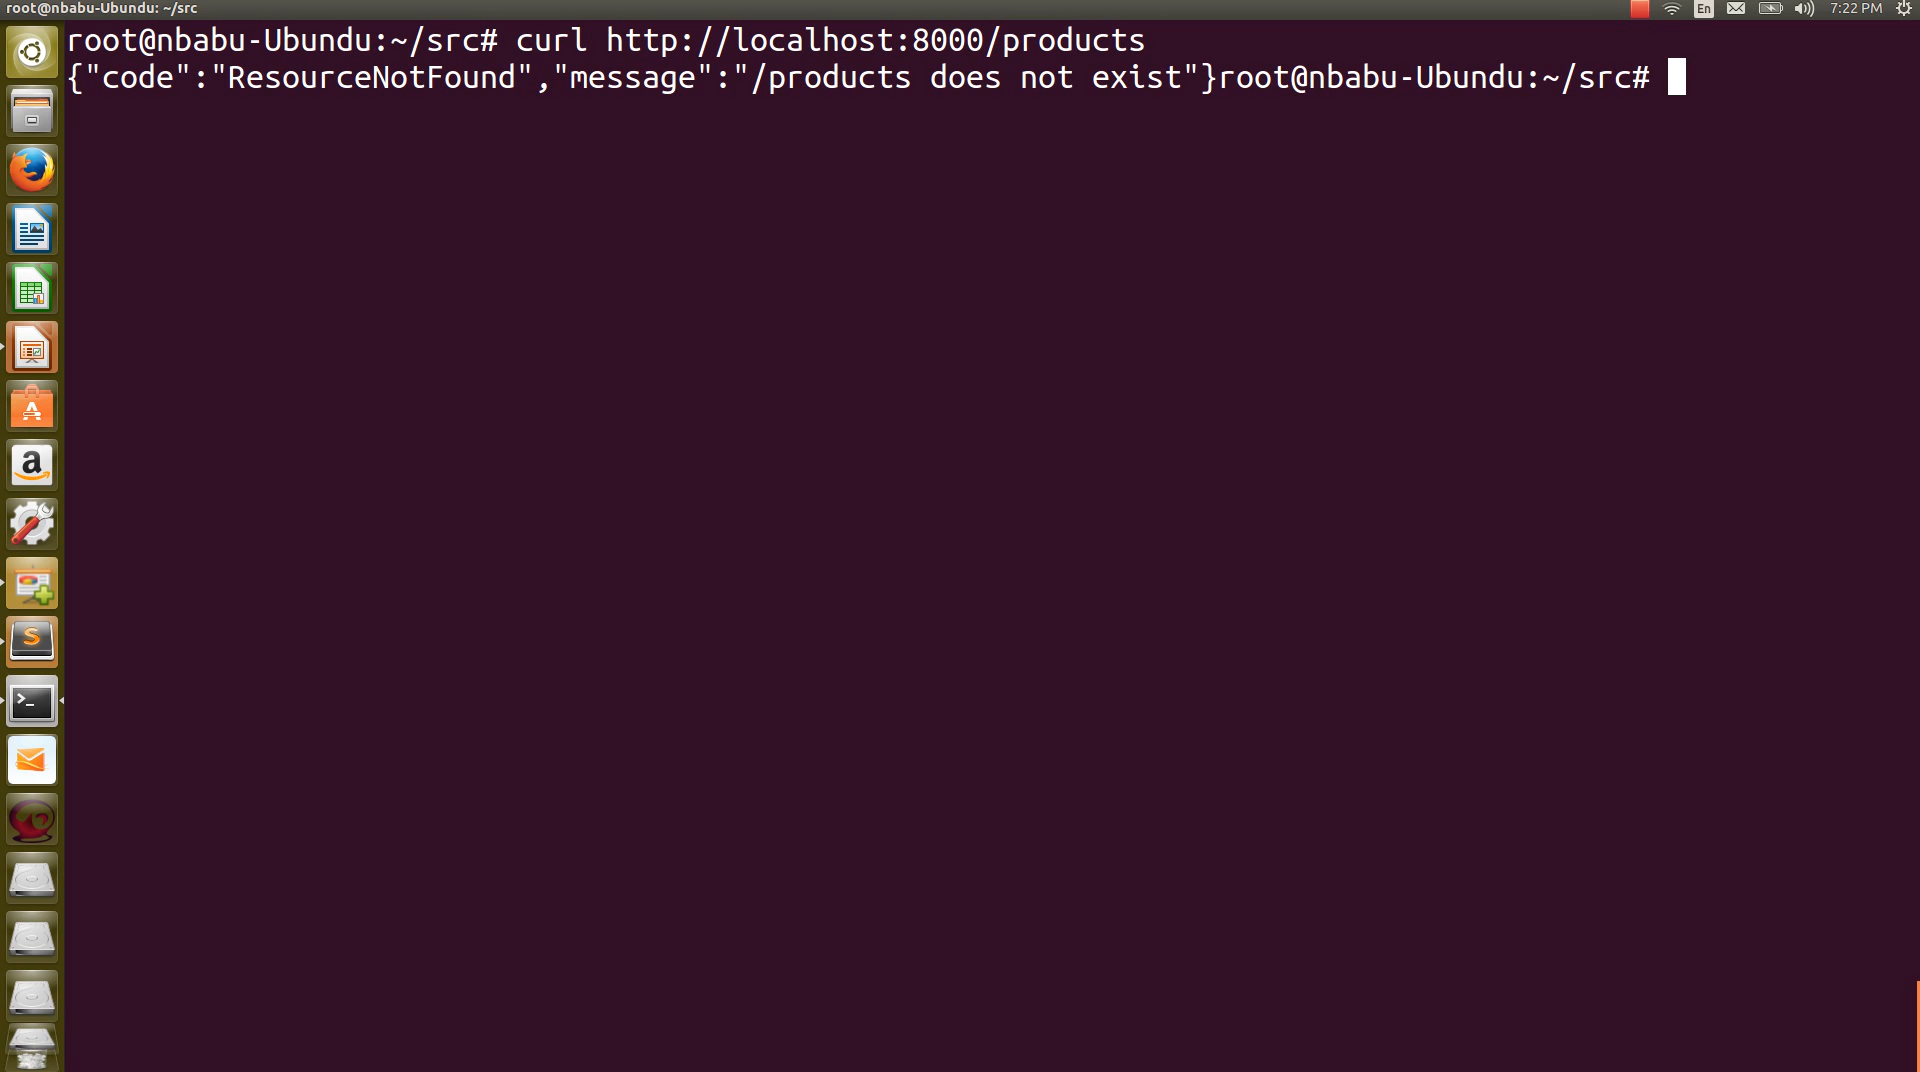 root@nbabu-Ubundu: ~/src
En
7:22 PM
root@nbabu-Ubundu:~/src# curl http://localhost:8000/products
{"code":"ResourceNotFound","message":"/products does not exist"}root@nbabu-Ubundu:~/src#